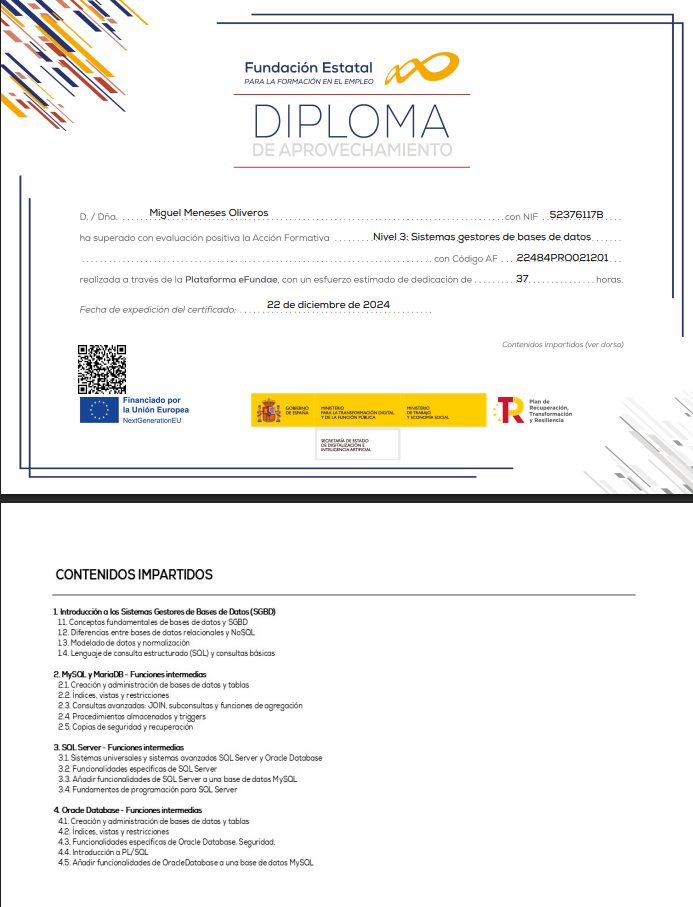 Fundación Estatal
PARA LA FORMACIÓN EN EL EMPLEO
DIPLOMA
DE APROVECHAMIENTO
D. / Dña. Miguel Meneses Oliveros con NIF 52376117B
ha superado con evaluación positiva la Acción Formativa Nivel 3: Sistemas gestores de bases de datos
con Código AF 22484PRO021201
realizada a través de la Plataforma eFundae, con un esfuerzo estimado de dedicación de 37 horas.
Fecha de expedición del certificado: 22 de diciembre de 2024
Contenidos impartidos (ver dorso)
Financiado por
la Unión Europea
NextGenerationEU
GOBIERNO
DE ESPAÑA
MINISTERIO
PARA LA TRANSFORMACIÓN DIGITAL
Y DE LA FUNCIÓN PÚBLICA
MINISTERIO
DE TRABAJO
Y ECONOMÍA SOCIAL
SECRETARÍA DE ESTADO
DE DIGITALIZACIÓN E
INTELIGENCIA ARTIFICIAL
Plan de
Recuperación,
Transformación
y Resiliencia
CONTENIDOS IMPARTIDOS
1. Introducción a los Sistemas Gestores de Bases de Datos (SGBD)
1.1. Conceptos fundamentales de bases de datos y SGBD
1.2. Diferencias entre bases de datos relacionales y NoSQL
1.3. Modelado de datos y normalización
1.4. Lenguaje de consulta estructurado (SQL) y consultas básicas
2. MySQL y MariaDB - Funciones intermedias
2.1. Creación y administración de bases de datos y tablas
2.2. Índices, vistas y restricciones
2.3. Consultas avanzadas: JOIN, subconsultas y funciones de agregación
2.4. Procedimientos almacenados y triggers
2.5. Copias de seguridad y recuperación
3. SQL Server - Funciones intermedias
3.1. Sistemas universales y sistemas avanzados SQL Server y Oracle Database
3.2. Funcionalidades específicas de SQL Server
3.3. Añadir funcionalidades de SQL Server a una base de datos MySQL
3.4. Fundamentos de programación para SQL Server
4. Oracle Database - Funciones intermedias
4.1. Creación y administración de bases de datos y tablas
4.2. Índices, vistas y restricciones
4.3. Funcionalidades específicas de Oracle Database. Seguridad.
4.4. Introducción a PL/SQL
4.5. Añadir funcionalidades de OracleDatabase a una base de datos MySQL